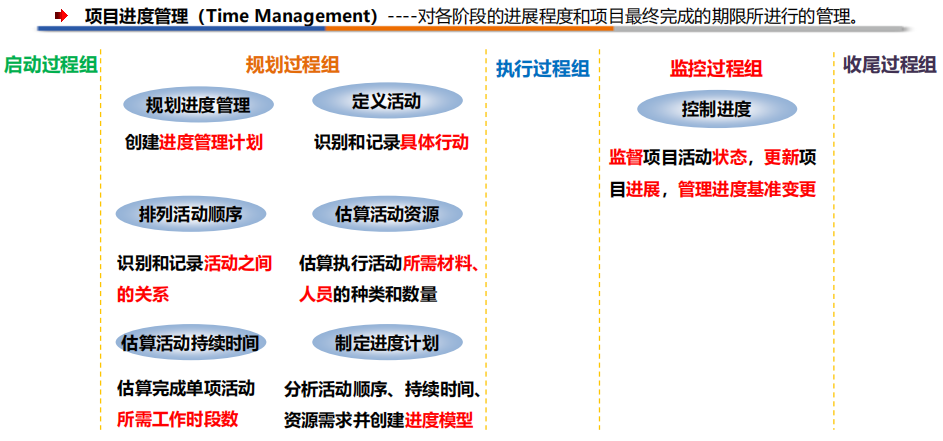 项目进度管理（Time Management）----对各阶段的进展程度和项目最终完成的期限所进行的管理。
启动过程组
规划过程组
执行过程组
监控过程组
收尾过程组
规划进度管理
创建进度管理计划
定义活动
识别和记录具体行动
排列活动顺序
识别和记录活动之间
的关系
估算活动资源
估算执行活动所需材料、
人员的种类和数量
估算活动持续时间
估算完成单项活动
所需工作时段数
制定进度计划
分析活动顺序、持续时间、
资源需求并创建进度模型
控制进度
监督项目活动状态，更新项
目进展，管理进度基准变更